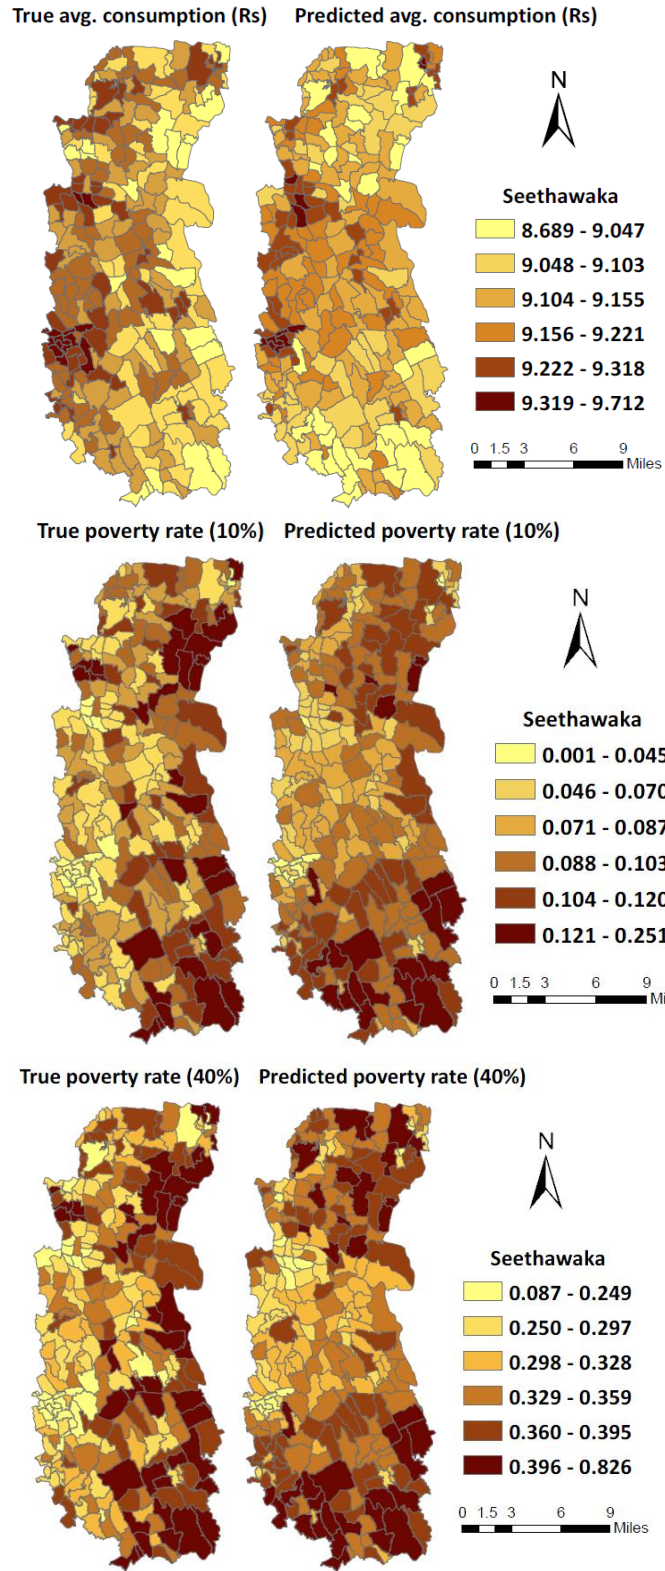 True avg. consumption (Rs) Predicted avg. consumption (Rs)
N
Seethawaka
8.689 - 9.047
9.048 - 9.103
9.104 - 9.155
9.156 - 9.221
9.222 - 9.318
9.319 - 9.712
0 1.5 3 6 9
Miles
True poverty rate (10%) Predicted poverty rate (10%)
N
Seethawaka
0.001 - 0.045
0.046 - 0.070
0.071 - 0.087
0.088 - 0.103
0.104 - 0.120
0.121 - 0.251
0 1.5 3 6 9
Mi
True poverty rate (40%) Predicted poverty rate (40%)
N
Seethawaka
0.087 - 0.249
0.250 - 0.297
0.298 - 0.328
0.329 - 0.359
0.360 - 0.395
0.396 - 0.826
0 1.5 3 6 9
Miles